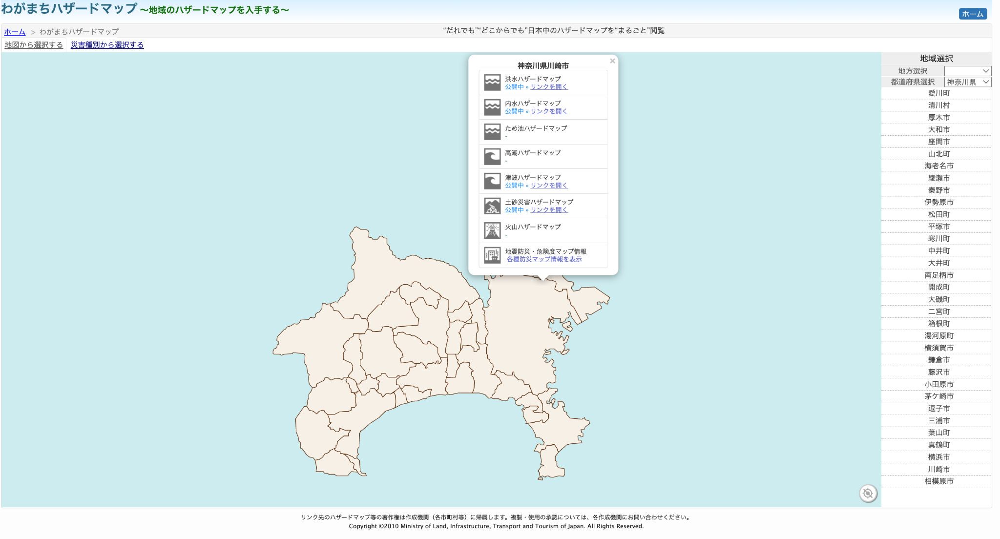 わがまちハザードマップ ～地域のハザードマップを入手する～
ホーム
ホーム > わがまちハザードマップ
“だれでも”“どこからでも”日本中のハザードマップを“まるごと”閲覧
地図から選択する 災害種別から選択する
神奈川県川崎市
×
洪水ハザードマップ
公開中 » リンクを開く
内水ハザードマップ
公開中 » リンクを開く
ため池ハザードマップ
-
高潮ハザードマップ
-
津波ハザードマップ
公開中 » リンクを開く
土砂災害ハザードマップ
公開中 » リンクを開く
火山ハザードマップ
-
地震防災・危険度マップ情報
各種防災マップ情報を表示
地域選択
地方選択
都道府県選択 神奈川県
愛川町
清川村
厚木市
大和市
座間市
山北町
海老名市
綾瀬市
秦野市
伊勢原市
松田町
平塚市
寒川町
中井町
大井町
南足柄市
開成町
大磯町
二宮町
箱根町
湯河原町
横須賀市
鎌倉市
藤沢市
小田原市
茅ケ崎市
逗子市
三浦市
葉山町
真鶴町
横浜市
川崎市
相模原市
リンク先のハザードマップ等の著作権は作成機関（各市町村等）に帰属します。複製・使用の承認については、各作成機関にお問い合わせください。
Copyright ©2010 Ministry of Land, Infrastructure, Transport and Tourism of Japan. All Rights Reserved.